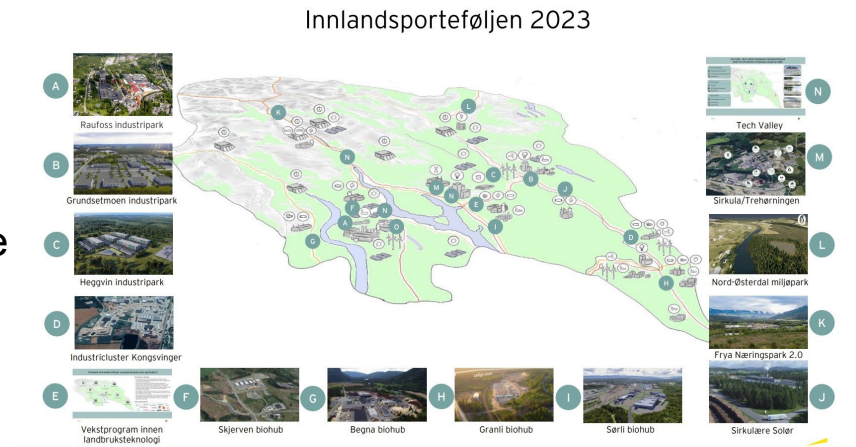 Innlandsporteføljen 2023
e
A
Raufoss industripark
B
Grundsetmoen industripark
C
Heggvin industripark
D
Industricluster Kongsvinger
E
Vekstprogram innen
landbruksteknologi
F
Skjerven biohub
G
Begna biohub
H
Granli biohub
I
Sørli biohub
J
Sirkulære Solør
K
Frya Næringspark 2.0
L
Nord-Østerdal miljøpark
M
Sirkula/Trehørningen
N
Tech Valley
K
L
N
C
B
J
M
N
E
F
N
A
O
I
G
D
H